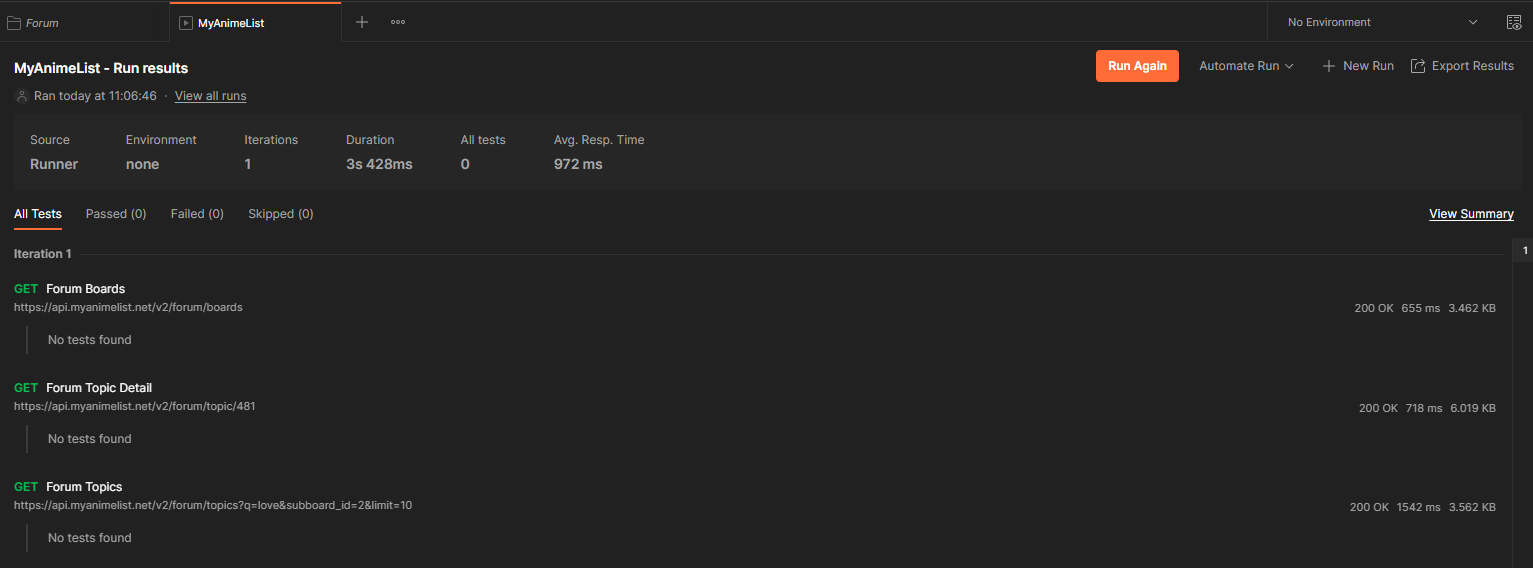 Forum
MyAnimeList
No Environment
MyAnimeList - Run results
Run Again
Automate Run
New Run
Export Results
Ran today at 11:06:46 · View all runs
Source Environment Iterations Duration All tests Avg. Resp. Time
Runner none 1 3s 428ms 0 972 ms
All Tests Passed (0) Failed (0) Skipped (0) View Summary
Iteration 1
1
GET Forum Boards
https://api.myanimelist.net/v2/forum/boards
200 OK 655 ms 3.462 KB
No tests found
GET Forum Topic Detail
https://api.myanimelist.net/v2/forum/topic/481
200 OK 718 ms 6.019 KB
No tests found
GET Forum Topics
https://api.myanimelist.net/v2/forum/topics?q=love&subboard_id=2&limit=10
200 OK 1542 ms 3.562 KB
No tests found